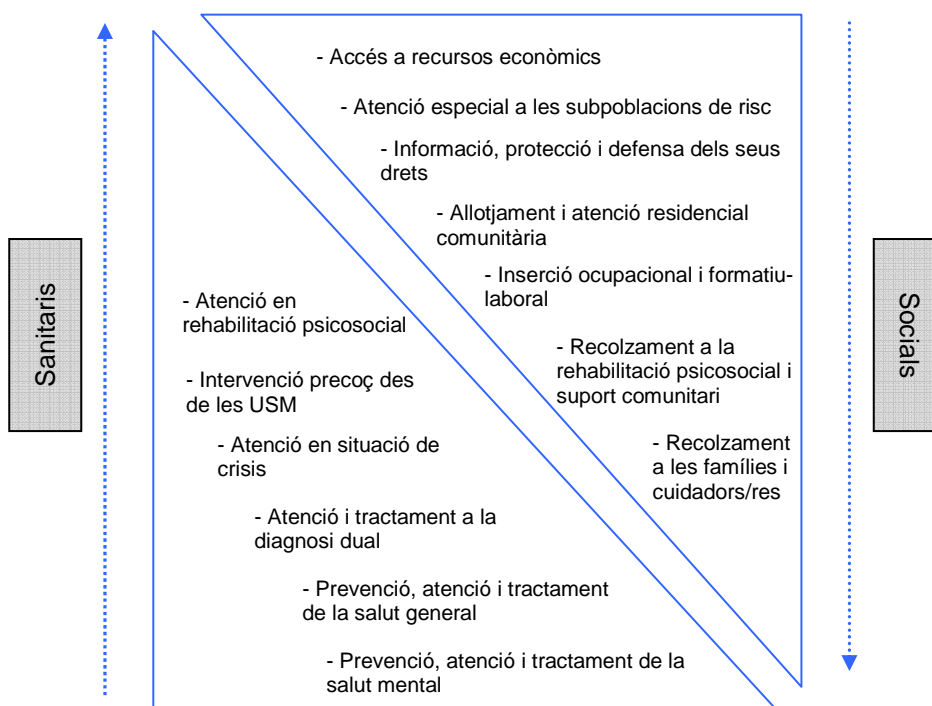 - Accés a recursos econòmics
- Atenció especial a les subpoblacions de risc
- Informació, protecció i defensa dels seus
drets
- Allotjament i atenció residencial
comunitària
- Inserció ocupacional i formatiu-
laboral
- Recolzament a la
rehabilitació psicosocial i
suport comunitari
- Recolzament
a les famílies i
cuidadors/res
Sanitaris
- Atenció en
rehabilitació psicosocial
- Intervenció precoç des
de les USM
- Atenció en situació de
crisis
- Atenció i tractament a la
diagnosi dual
- Prevenció, atenció i tractament
de la salut general
- Prevenció, atenció i tractament de la
salut mental
Socials